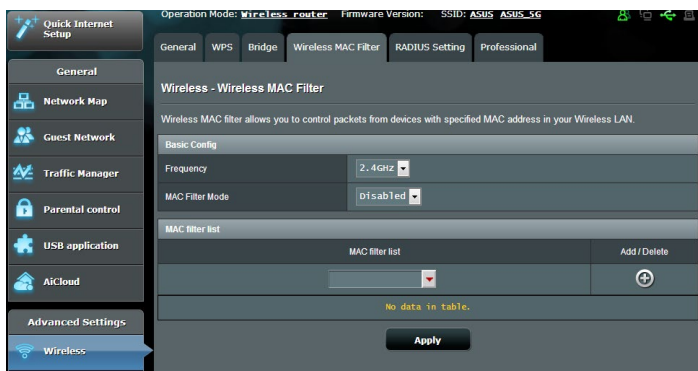 Quick Internet
Setup
Operation Mode: Wireless router Firmware Version: SSID: ASUS ASUS_5G
General WPS Bridge Wireless MAC Filter RADIUS Setting Professional
General
Network Map
Guest Network
Traffic Manager
Parental control
USB application
AiCloud
Advanced Settings
Wireless
Wireless - Wireless MAC Filter
Wireless MAC filter allows you to control packets from devices with specified MAC address in your Wireless LAN.
Basic Config
Frequency 2.4GHz
MAC Filter Mode Disabled
MAC filter list
MAC filter list Add / Delete
No data in table.
Apply